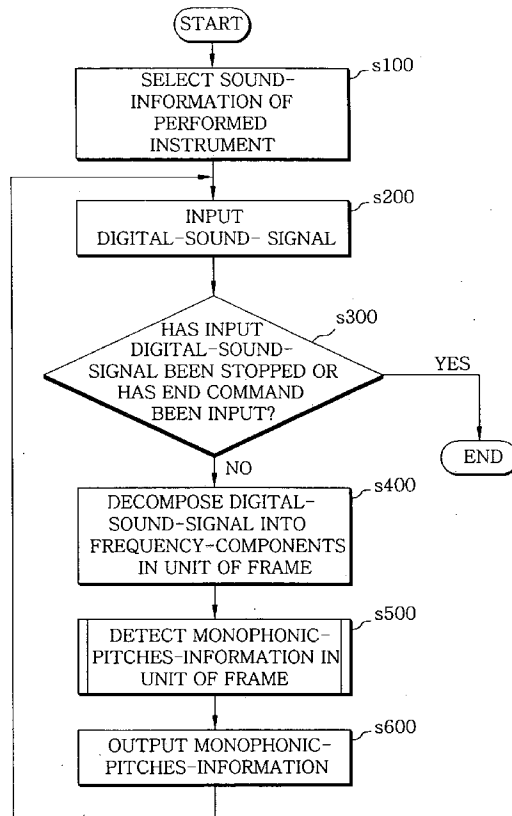 START
s100
SELECT SOUND-
INFORMATION OF
PERFORMED
INSTRUMENT
s200
INPUT
DIGITAL-SOUND- SIGNAL
s300
HAS INPUT
DIGITAL-SOUND-
SIGNAL BEEN STOPPED OR
HAS END COMMAND
BEEN INPUT?
YES
END
NO
s400
DECOMPOSE DIGITAL-
SOUND-SIGNAL INTO
FREQUENCY-COMPONENTS
IN UNIT OF FRAME
s500
DETECT MONOPHONIC-
PITCHES-INFORMATION IN
UNIT OF FRAME
s600
OUTPUT MONOPHONIC-
PITCHES-INFORMATION